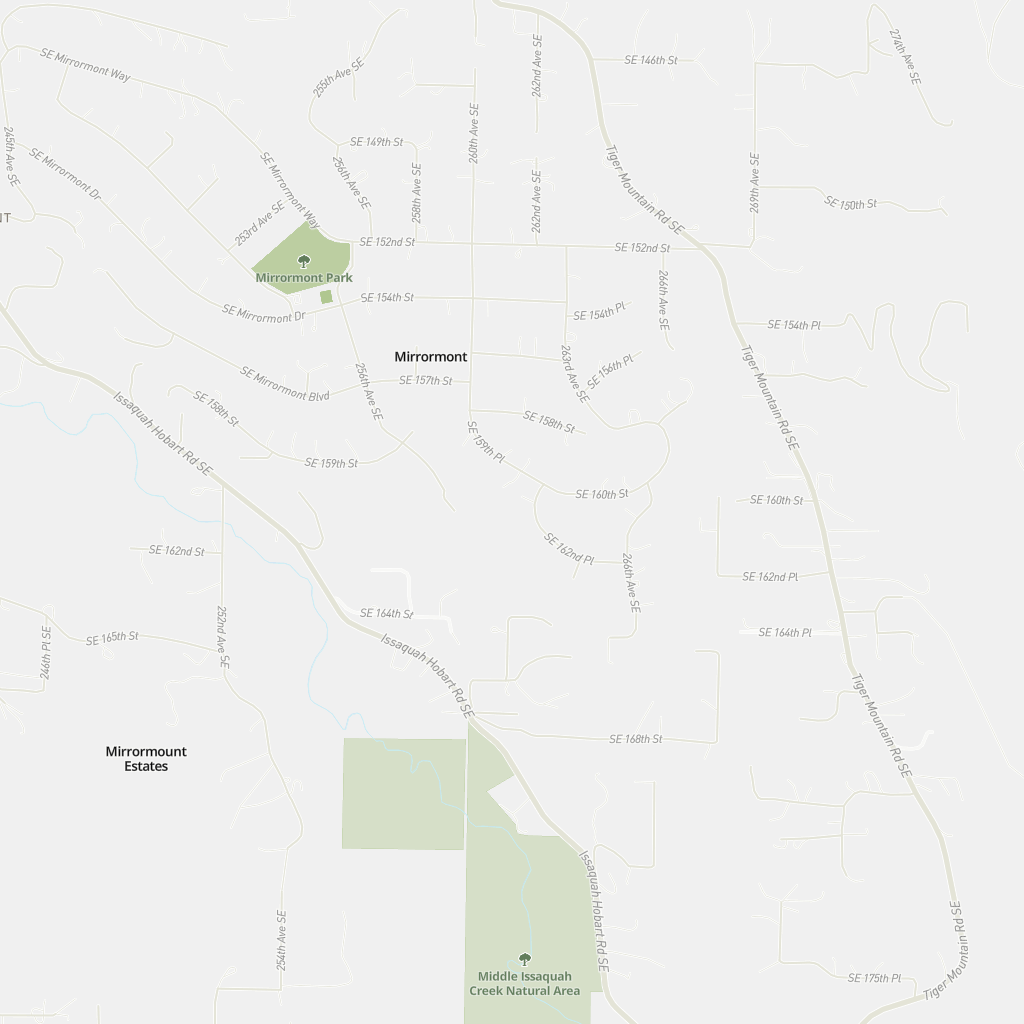 SE Mirrormont Way
255th Ave SE
262nd Ave SE
SE 146th St
274th Ave SE
245th Ave SE
SE Mirrormont Dr
SE Mirrormont Way
SE 149th St
256th Ave SE
258th Ave SE
260th Ave SE
262nd Ave SE
Tiger Mountain Rd SE
269th Ave SE
SE 150th St
253rd Ave SE
NT
SE 152nd St
SE 152nd St
Mirrormont Park
SE 154th St
SE Mirrormont Dr
SE 154th Pl
266th Ave SE
SE 154th Pl
Mirrormont
SE Mirrormont Blvd
256th Ave SE
SE 157th St
263rd Ave SE
SE 156th Pl
Tiger Mountain Rd SE
Issaquah Hobart Rd SE
SE 158th St
SE 158th St
SE 159th Pl
SE 159th St
SE 160th St
SE 160th St
SE 162nd St
SE 162nd Pl
266th Ave SE
SE 162nd Pl
252nd Ave SE
SE 164th St
SE 164th Pl
246th Pl SE
SE 165th St
Issaquah Hobart Rd SE
Tiger Mountain Rd SE
SE 168th St
Mirrormount
Estates
Issaquah Hobart Rd SE
254th Ave SE
Tiger Mountain Rd SE
Middle Issaquah
Creek Natural Area
SE 175th Pl